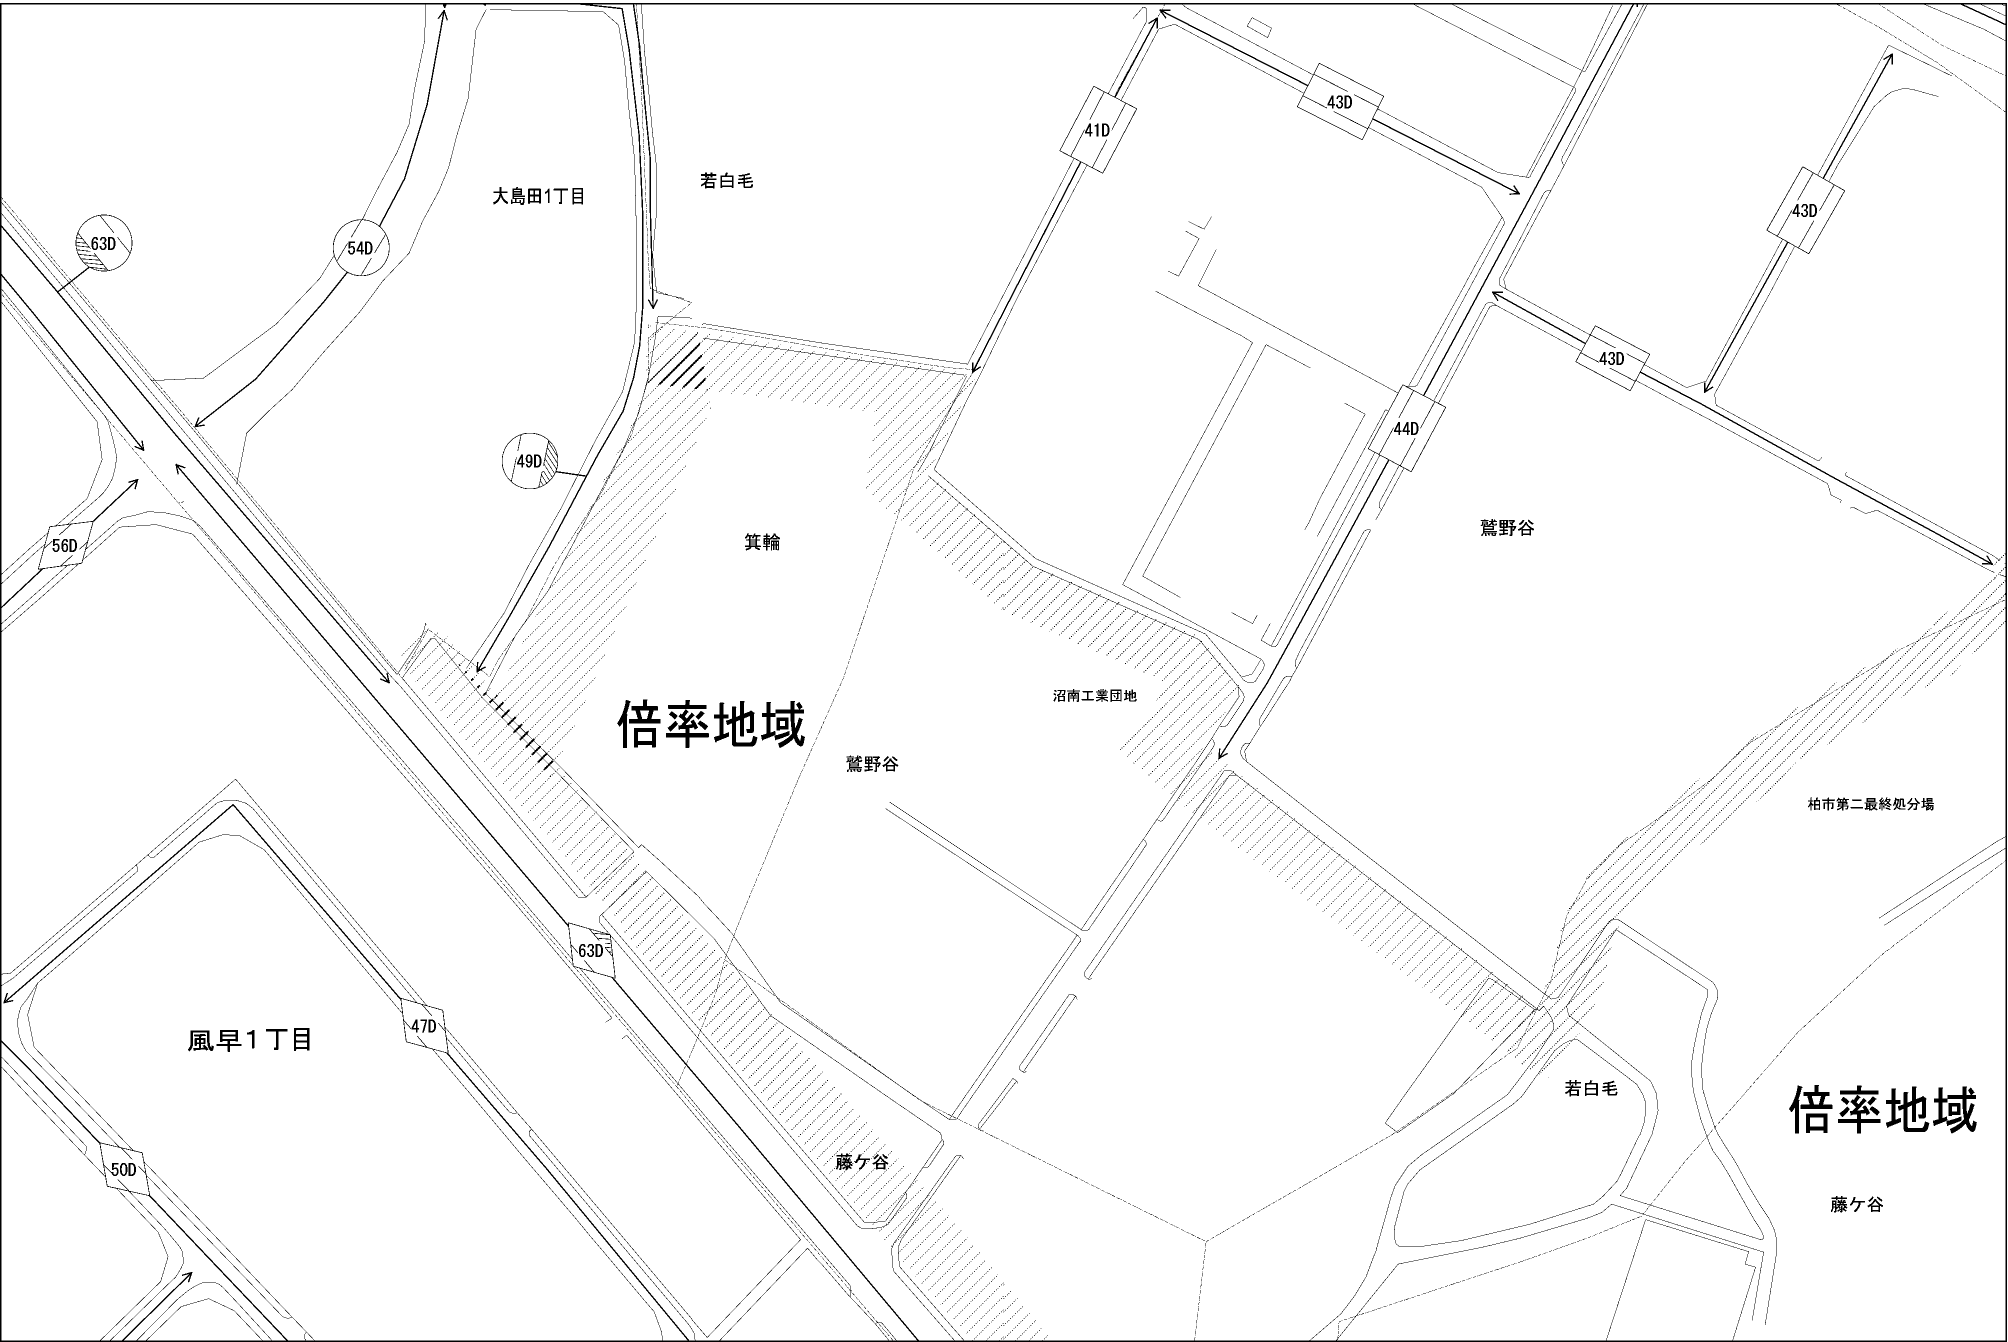 43D
41D
若白毛
大島田1丁目
43D
63D
54D
43D
44D
49D
鷲野谷
箕輪
56D
沼南工業団地
倍率地域
鷲野谷
柏市第二最終処分場
63D
47D
風早１丁目
若白毛
倍率地域
藤ケ谷
50D
藤ケ谷